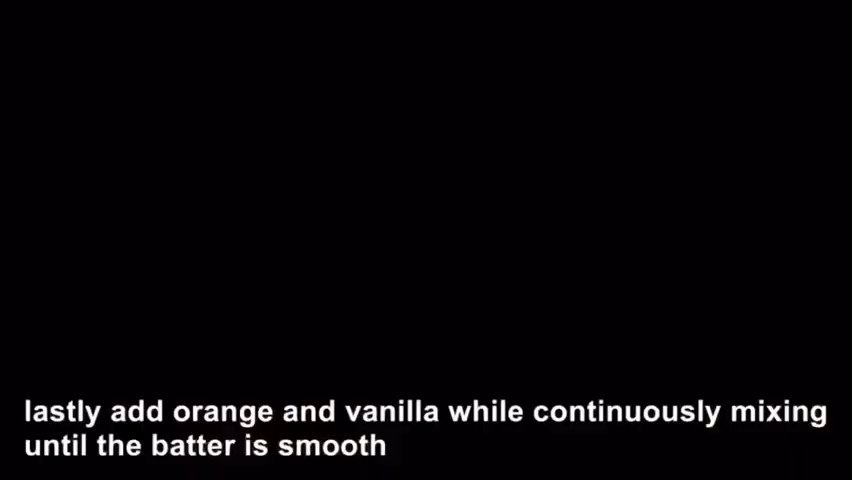 lastly add orange and vanilla while continuously mixing
until the batter is smooth